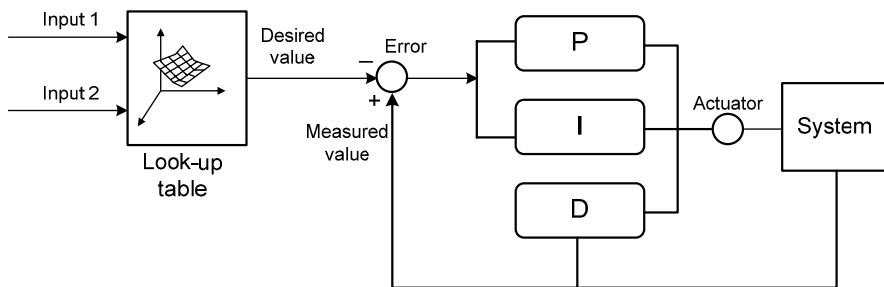 Input 1
Input 2
Look-up
table
Desired
value
−
+
Error
Measured
value
P
I
D
Actuator
System